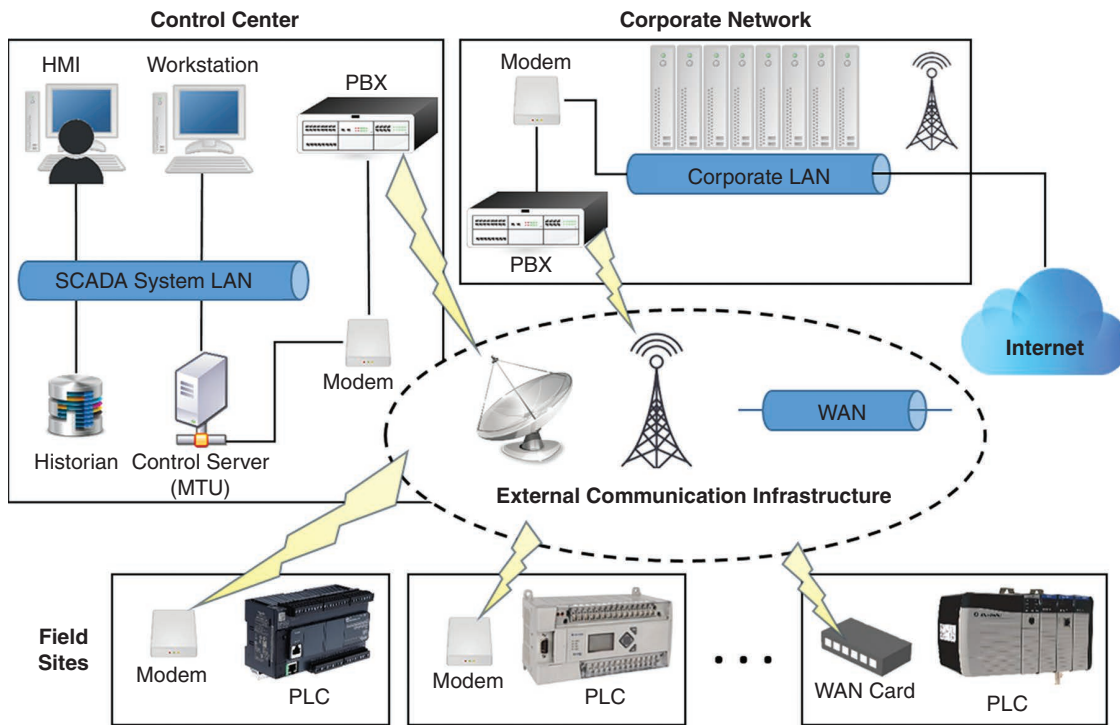 Control Center
Corporate Network
HMI
Workstation
PBX
Modem
Corporate LAN
PBX
SCADA System LAN
Modem
Internet
Historian
Control Server
(MTU)
WAN
External Communication Infrastructure
Field
Sites
Modem
PLC
Modem
PLC
WAN Card
PLC